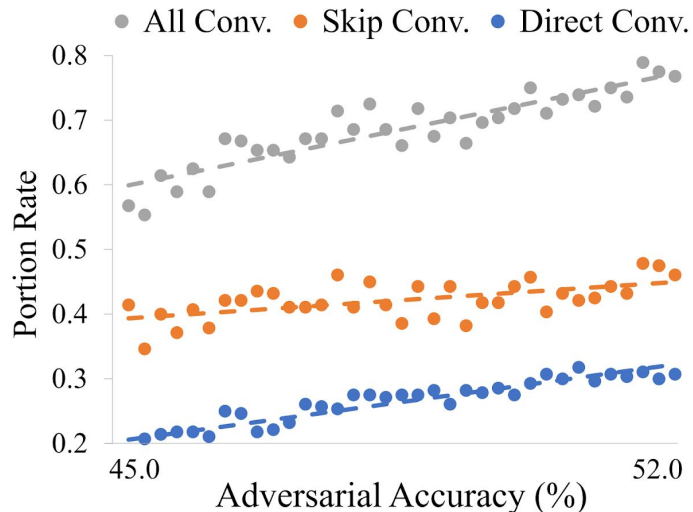 All Conv. Skip Conv. Direct Conv.
0.8
0.7
0.6
0.5
0.4
0.3
0.2
Portion Rate
45.0 52.0
Adversarial Accuracy (%)